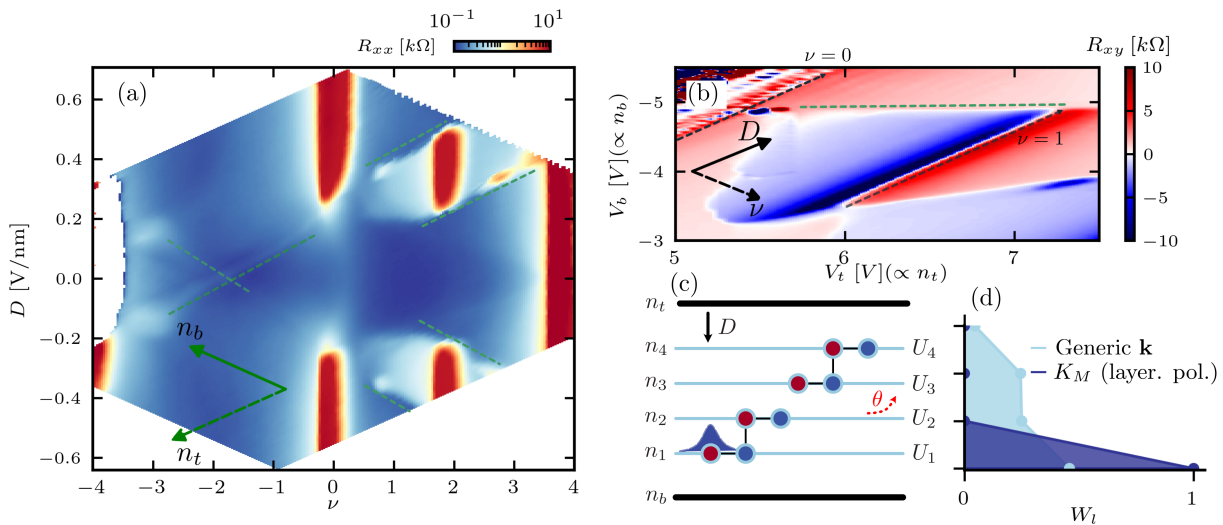 R_xx [kΩ]
10^−1 10^1
(a)
D [V/nm]
0.6
0.4
0.2
0.0
−0.2
−0.4
−0.6
n_b
n_t
−4 −3 −2 −1 0 1 2 3 4
ν
ν = 0
R_xy [kΩ]
(b)
V_b [V](∝ n_b)
-5
-4
-3
D
ν
ν = 1
6 7
V_t [V](∝ n_t)
10
5
0
−5
−10
(c)
n_t
D
n_4 U_4
n_3 U_3
θ
n_2 U_2
n_1 U_1
n_b
(d)
Generic k
K_M (layer. pol.)
0 1
W_l